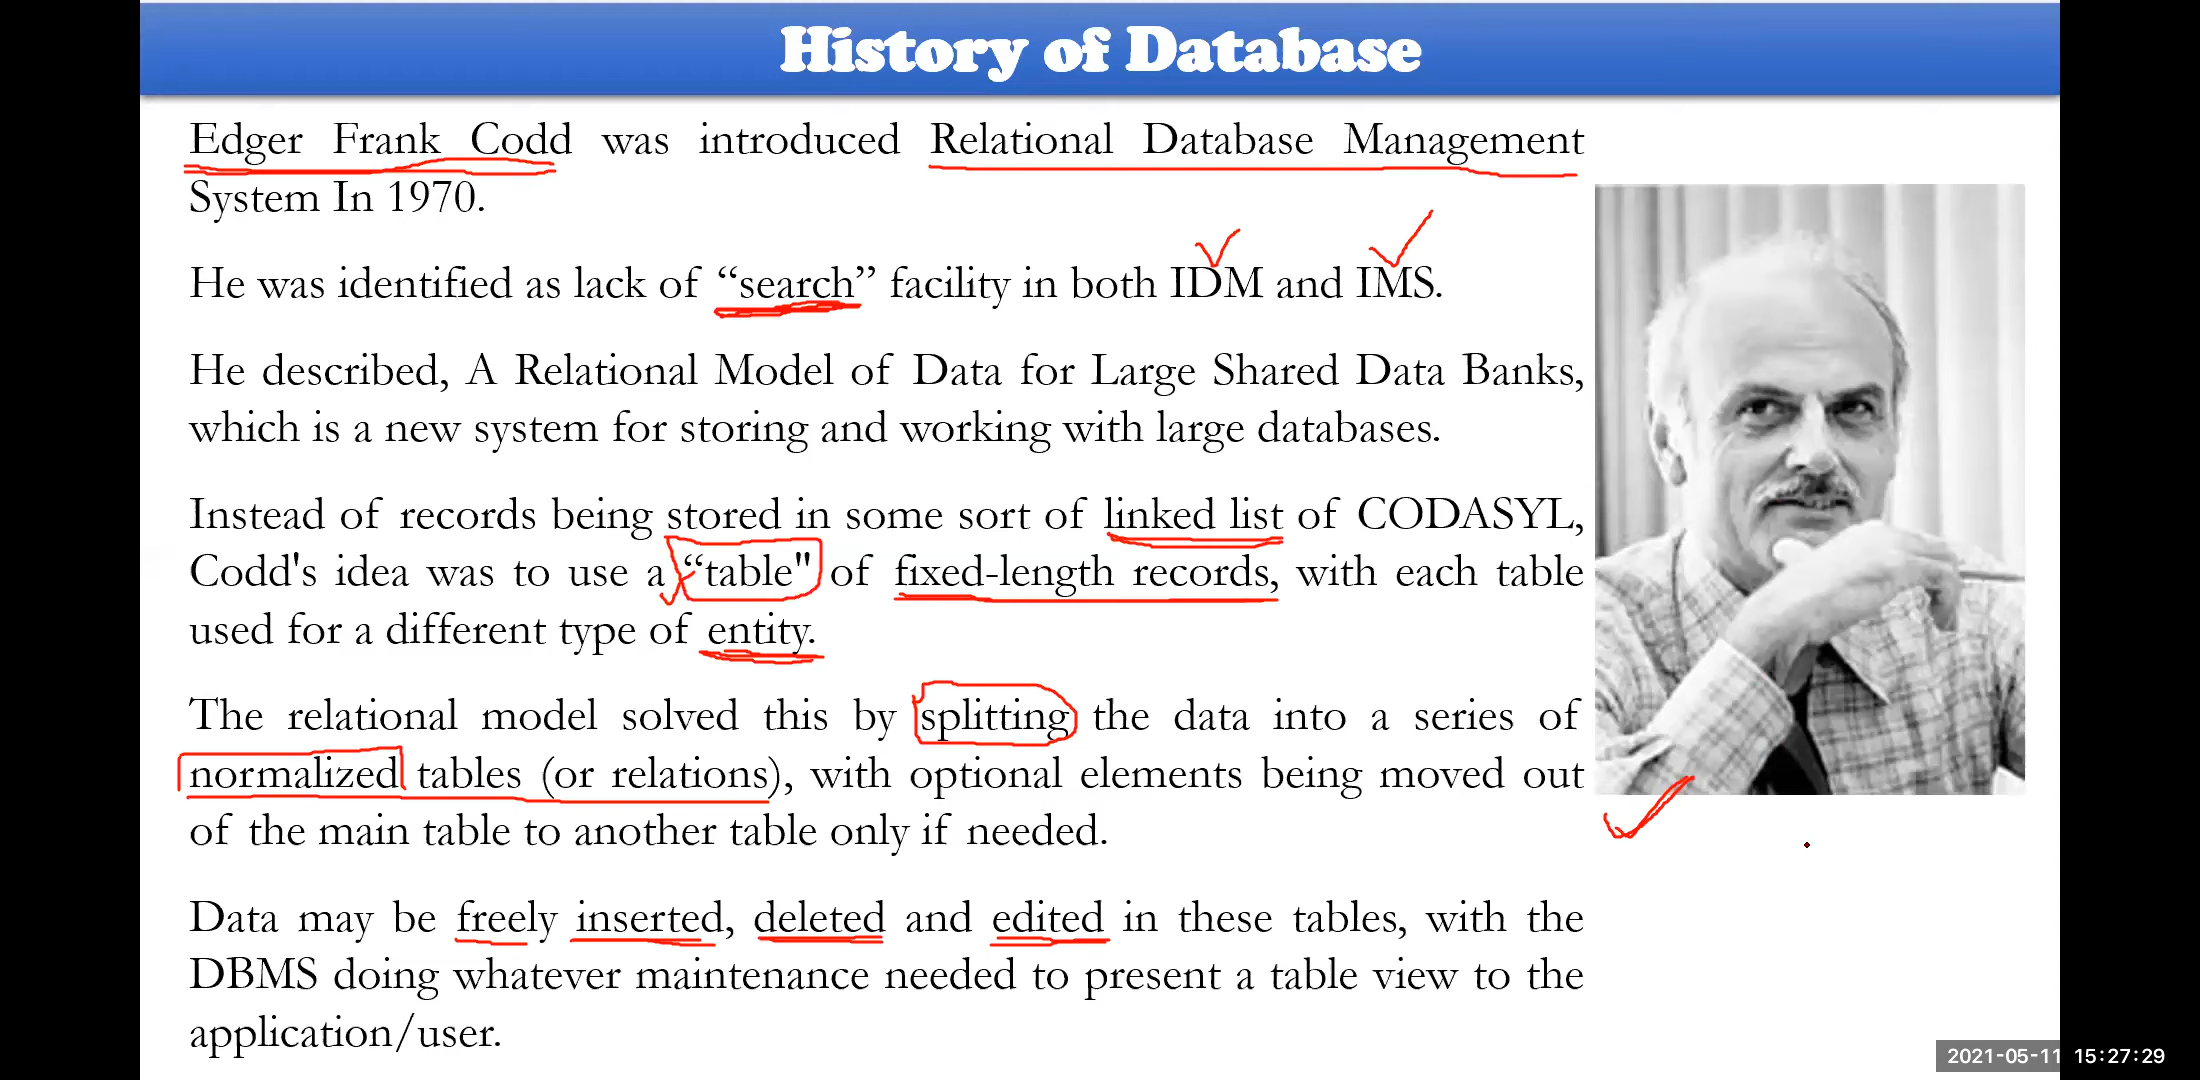 History of Database
Edger Frank Codd was introduced Relational Database Management
System In 1970.
He was identified as lack of “search” facility in both IDM and IMS.
He described, A Relational Model of Data for Large Shared Data Banks,
which is a new system for storing and working with large databases.
Instead of records being stored in some sort of linked list of CODASYL,
Codd's idea was to use a “table" of fixed-length records, with each table
used for a different type of entity.
The relational model solved this by splitting the data into a series of
normalized tables (or relations), with optional elements being moved out
of the main table to another table only if needed.
Data may be freely inserted, deleted and edited in these tables, with the
DBMS doing whatever maintenance needed to present a table view to the
application/user.
2021-05-11 15:27:29